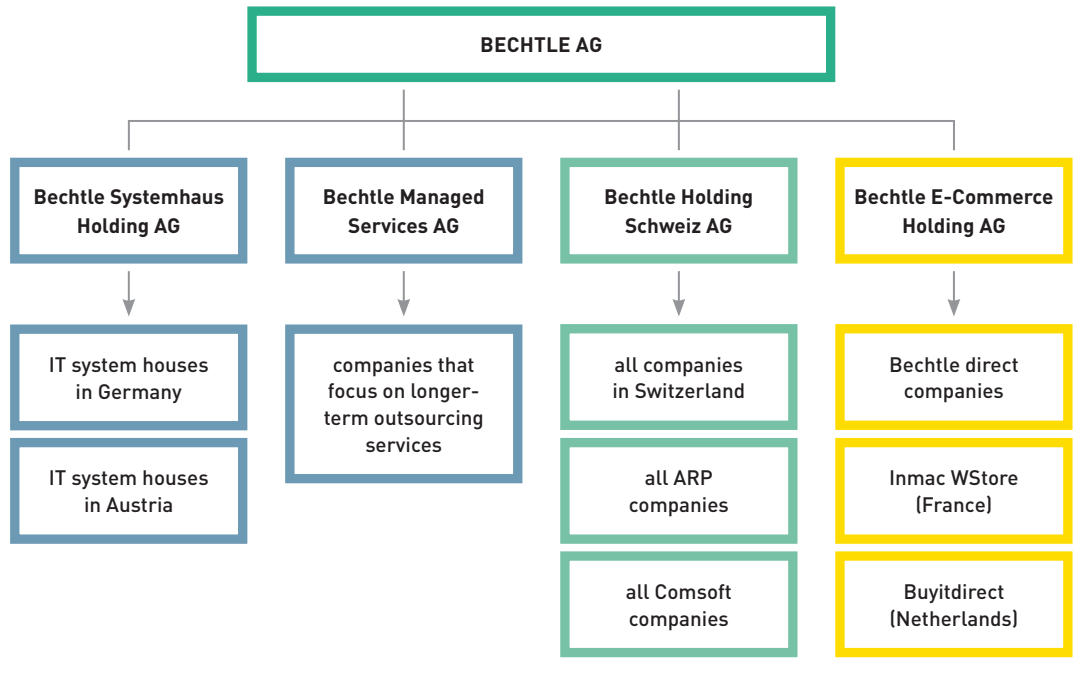 BECHTLE AG
Bechtle Systemhaus
Holding AG
Bechtle Managed
Services AG
Bechtle Holding
Schweiz AG
Bechtle E-Commerce
Holding AG
IT system houses
in Germany
companies that
focus on longer-
term outsourcing
services
all companies
in Switzerland
Bechtle direct
companies
IT system houses
in Austria
all ARP
companies
Inmac WStore
(France)
all Comsoft
companies
Buyitdirect
(Netherlands)